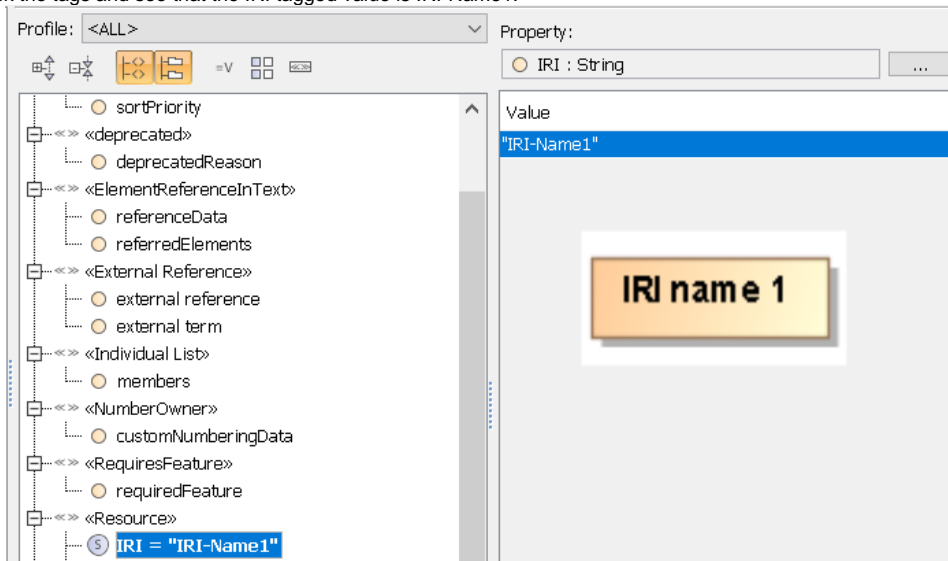 Profile: <ALL>
=V
sortPriority
«deprecated»
deprecatedReason
«ElementReferenceInText»
referenceData
referredElements
«External Reference»
external reference
external term
«Individual List»
members
«NumberOwner»
customNumberingData
«RequiresFeature»
requiredFeature
«Resource»
S IRI = "IRI-Name1"
Property:
IRI : String
...
Value
"IRI-Name1"
IRI name 1